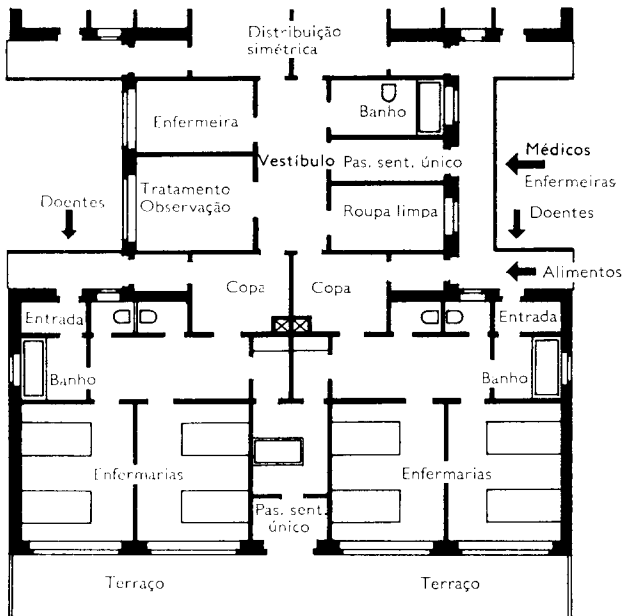 Distribuição
simétrica
Enfermeira
Banho
Vestíbulo
Pas. sent. único
Médicos
Enfermeiras
Tratamento
Observação
Roupa limpa
Doentes
Doentes
Alimentos
Copa
Copa
Entrada
Entrada
Banho
Banho
Enfermarias
Enfermarias
Pas. sent.
único
Terraço
Terraço